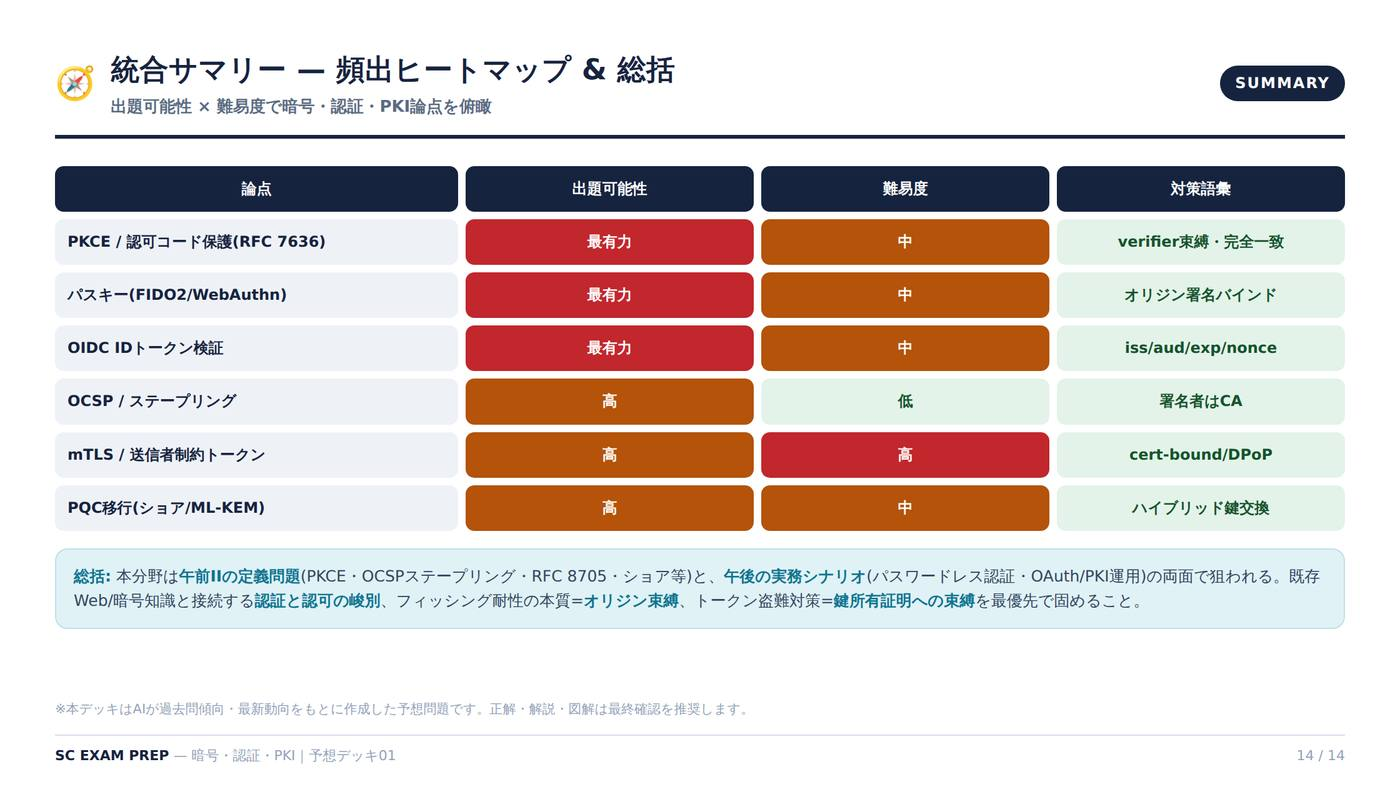 統合サマリー — 頻出ヒートマップ & 総括
出題可能性 × 難易度で暗号・認証・PKI論点を俯瞰
SUMMARY
論点 出題可能性 難易度 対策語彙
PKCE / 認可コード保護(RFC 7636) 最有力 中 verifier束縛・完全一致
パスキー(FIDO2/WebAuthn) 最有力 中 オリジン署名バインド
OIDC IDトークン検証 最有力 中 iss/aud/exp/nonce
OCSP / ステープリング 高 低 署名者はCA
mTLS / 送信者制約トークン 高 高 cert-bound/DPoP
PQC移行(ショア/ML-KEM) 高 中 ハイブリッド鍵交換
総括: 本分野は午前IIの定義問題(PKCE・OCSPステープリング・RFC 8705・ショア等)と、午後の実務シナリオ(パスワードレス認証・OAuth/PKI運用)の両面で狙われる。既存
Web/暗号知識と接続する認証と認可の峻別、フィッシング耐性の本質=オリジン束縛、トークン盗難対策=鍵所有証明への束縛を最優先で固めること。
※本デッキはAIが過去問傾向・最新動向をもとに作成した予想問題です。正解・解説・図解は最終確認を推奨します。
SC EXAM PREP — 暗号・認証・PKI | 予想デッキ01
14 / 14